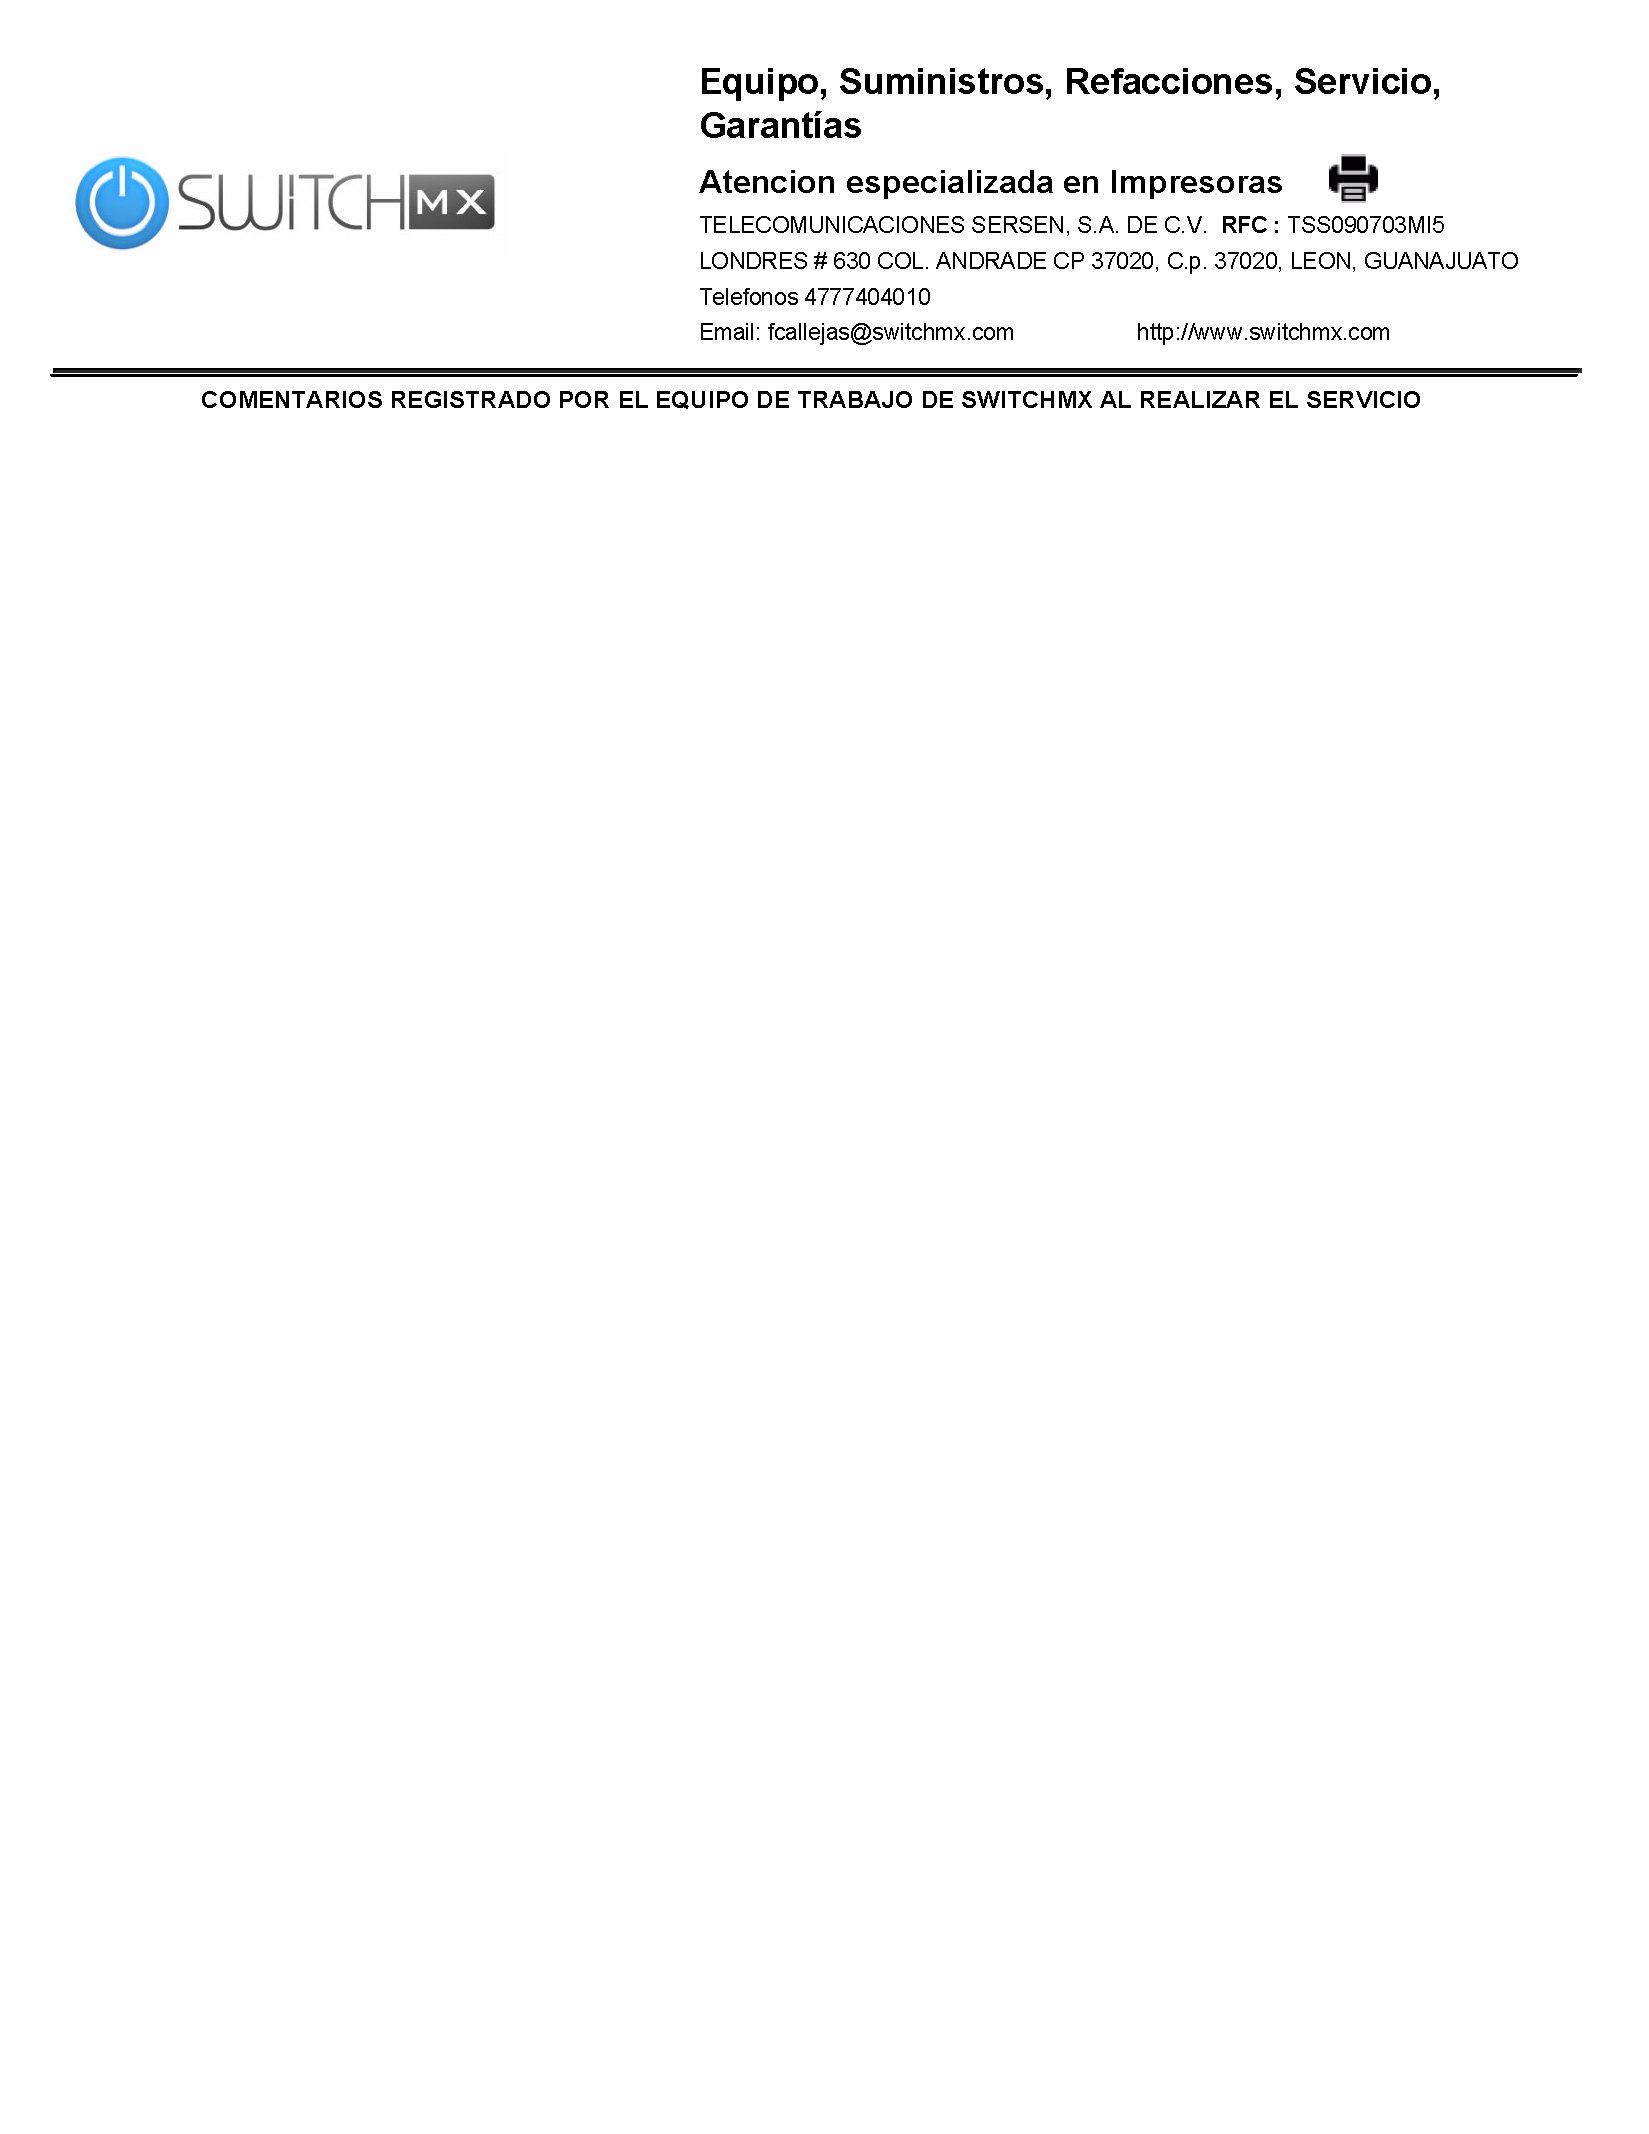 Equipo, Suministros, Refacciones, Servicio,
Garantías
SWiTCHMX
Atencion especializada en Impresoras
TELECOMUNICACIONES SERSEN, S.A. DE C.V. RFC : TSS090703MI5
LONDRES # 630 COL. ANDRADE CP 37020, C.p. 37020, LEON, GUANAJUATO
Telefonos 4777404010
Email: fcallejas@switchmx.com http://www.switchmx.com
COMENTARIOS REGISTRADO POR EL EQUIPO DE TRABAJO DE SWITCHMX AL REALIZAR EL SERVICIO